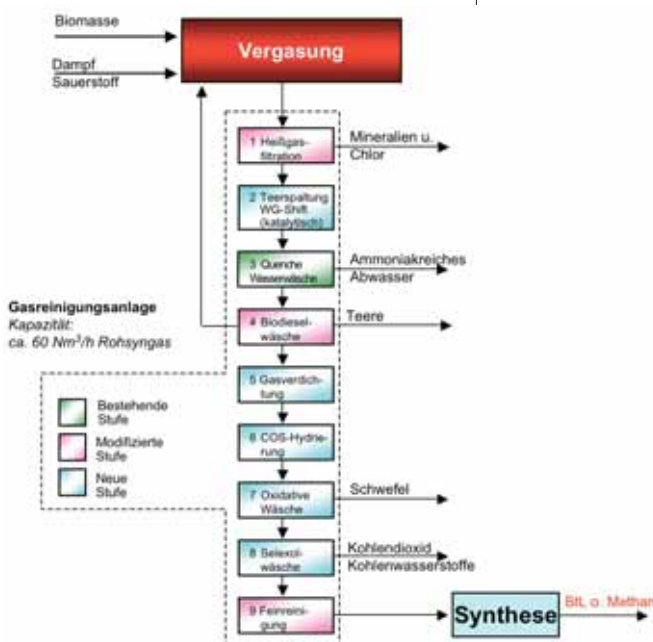 Biomasse
Vergasung
Dampf
Sauerstoff
1 Heißgas-
filtration
Mineralien u.
Chlor
2 Teerspaltung
WG-Shift
(katalytisch)
3 Quenche
Wasserwäsche
Ammoniakreiches
Abwasser
Gasreinigungsanlage
Kapazität:
ca. 60 Nm³/h Rohsyngas
4 Biodiesel-
wäsche
Teere
5 Gasverdich-
tung
Bestehende
Stufe
Modifizierte
Stufe
Neue
Stufe
6 COS-Hydrie-
rung
7 Oxidative
Wäsche
Schwefel
8 Selexol-
wäsche
Kohlendioxid
Kohlenwasserstoffe
9 Feinreini-
gung
Synthese
BtL o. Methan